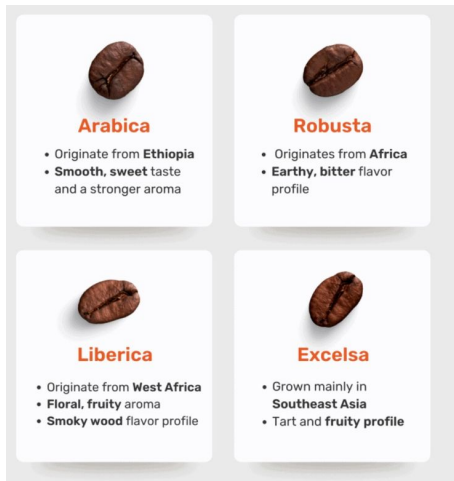 Arabica
• Originate from Ethiopia
• Smooth, sweet taste
and a stronger aroma
Robusta
• Originates from Africa
• Earthy, bitter flavor
profile
Liberica
• Originate from West Africa
• Floral, fruity aroma
• Smoky wood flavor profile
Excelsa
• Grown mainly in
Southeast Asia
• Tart and fruity profile